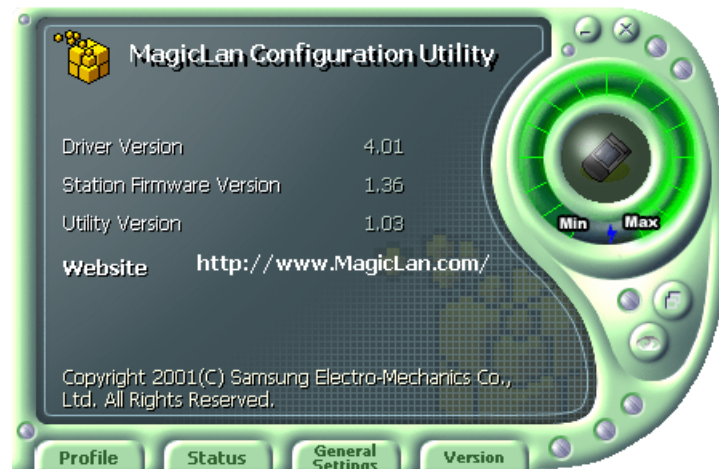 MagicLan Configuration Utility
Driver Version 4.01
Station Firmware Version 1.36
Utility Version 1.03
Website http://www.MagicLan.com/
Min Max
Copyright 2001(C) Samsung Electro-Mechanics Co.,
Ltd. All Rights Reserved.
Profile Status General Settings Version